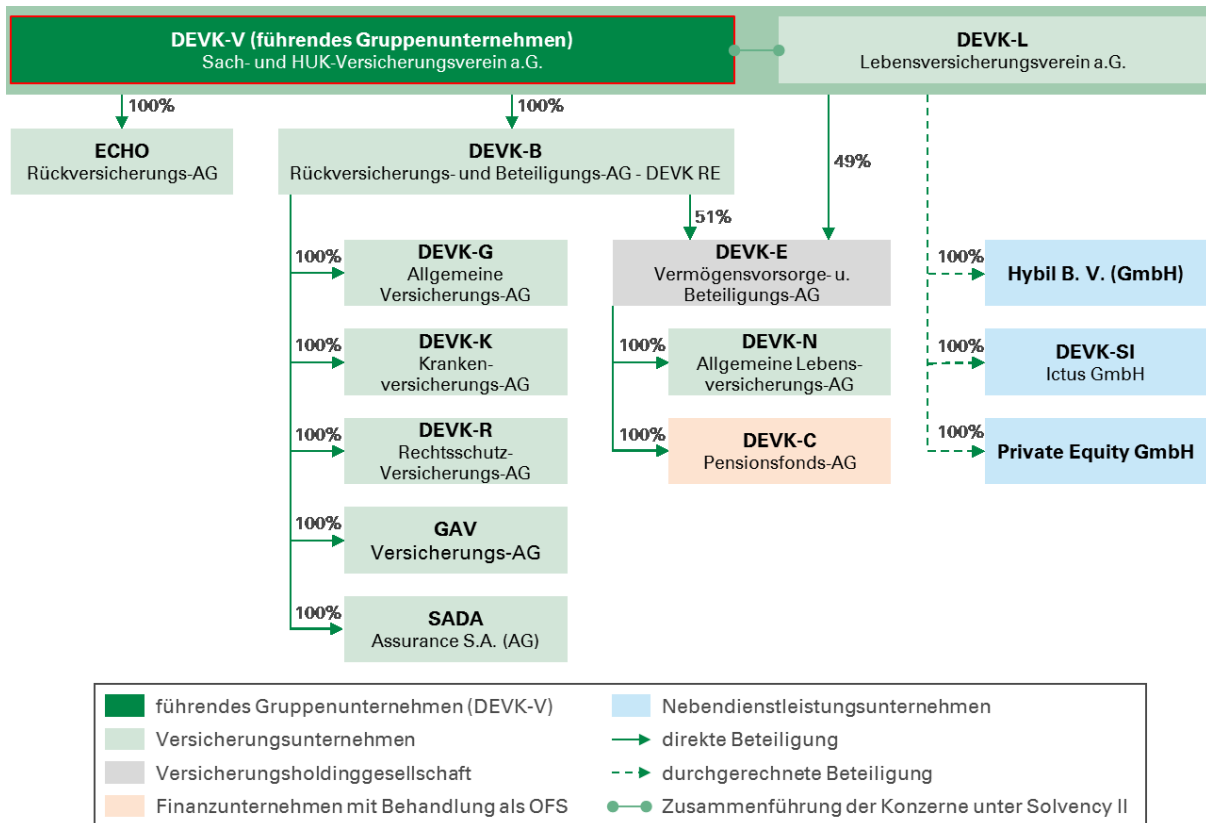 DEVK-V (führendes Gruppenunternehmen)
Sach- und HUK-Versicherungsverein a.G.
DEVK-L
Lebensversicherungsverein a.G.
100%
100%
49%
ECHO
Rückversicherungs-AG
DEVK-B
Rückversicherungs- und Beteiligungs-AG - DEVK RE
51%
100%
DEVK-G
Allgemeine
Versicherungs-AG
DEVK-E
Vermögensvorsorge- u.
Beteiligungs-AG
100%
Hybil B. V. (GmbH)
100%
DEVK-K
Kranken-
versicherungs-AG
100%
DEVK-N
Allgemeine Lebens-
versicherungs-AG
100%
DEVK-SI
Ictus GmbH
100%
DEVK-R
Rechtsschutz-
Versicherungs-AG
100%
DEVK-C
Pensionsfonds-AG
100%
Private Equity GmbH
100%
GAV
Versicherungs-AG
100%
SADA
Assurance S.A. (AG)
führendes Gruppenunternehmen (DEVK-V)
Versicherungsunternehmen
Versicherungsholdinggesellschaft
Finanzunternehmen mit Behandlung als OFS
Nebendienstleistungsunternehmen
direkte Beteiligung
durchgerechnete Beteiligung
Zusammenführung der Konzerne unter Solvency II